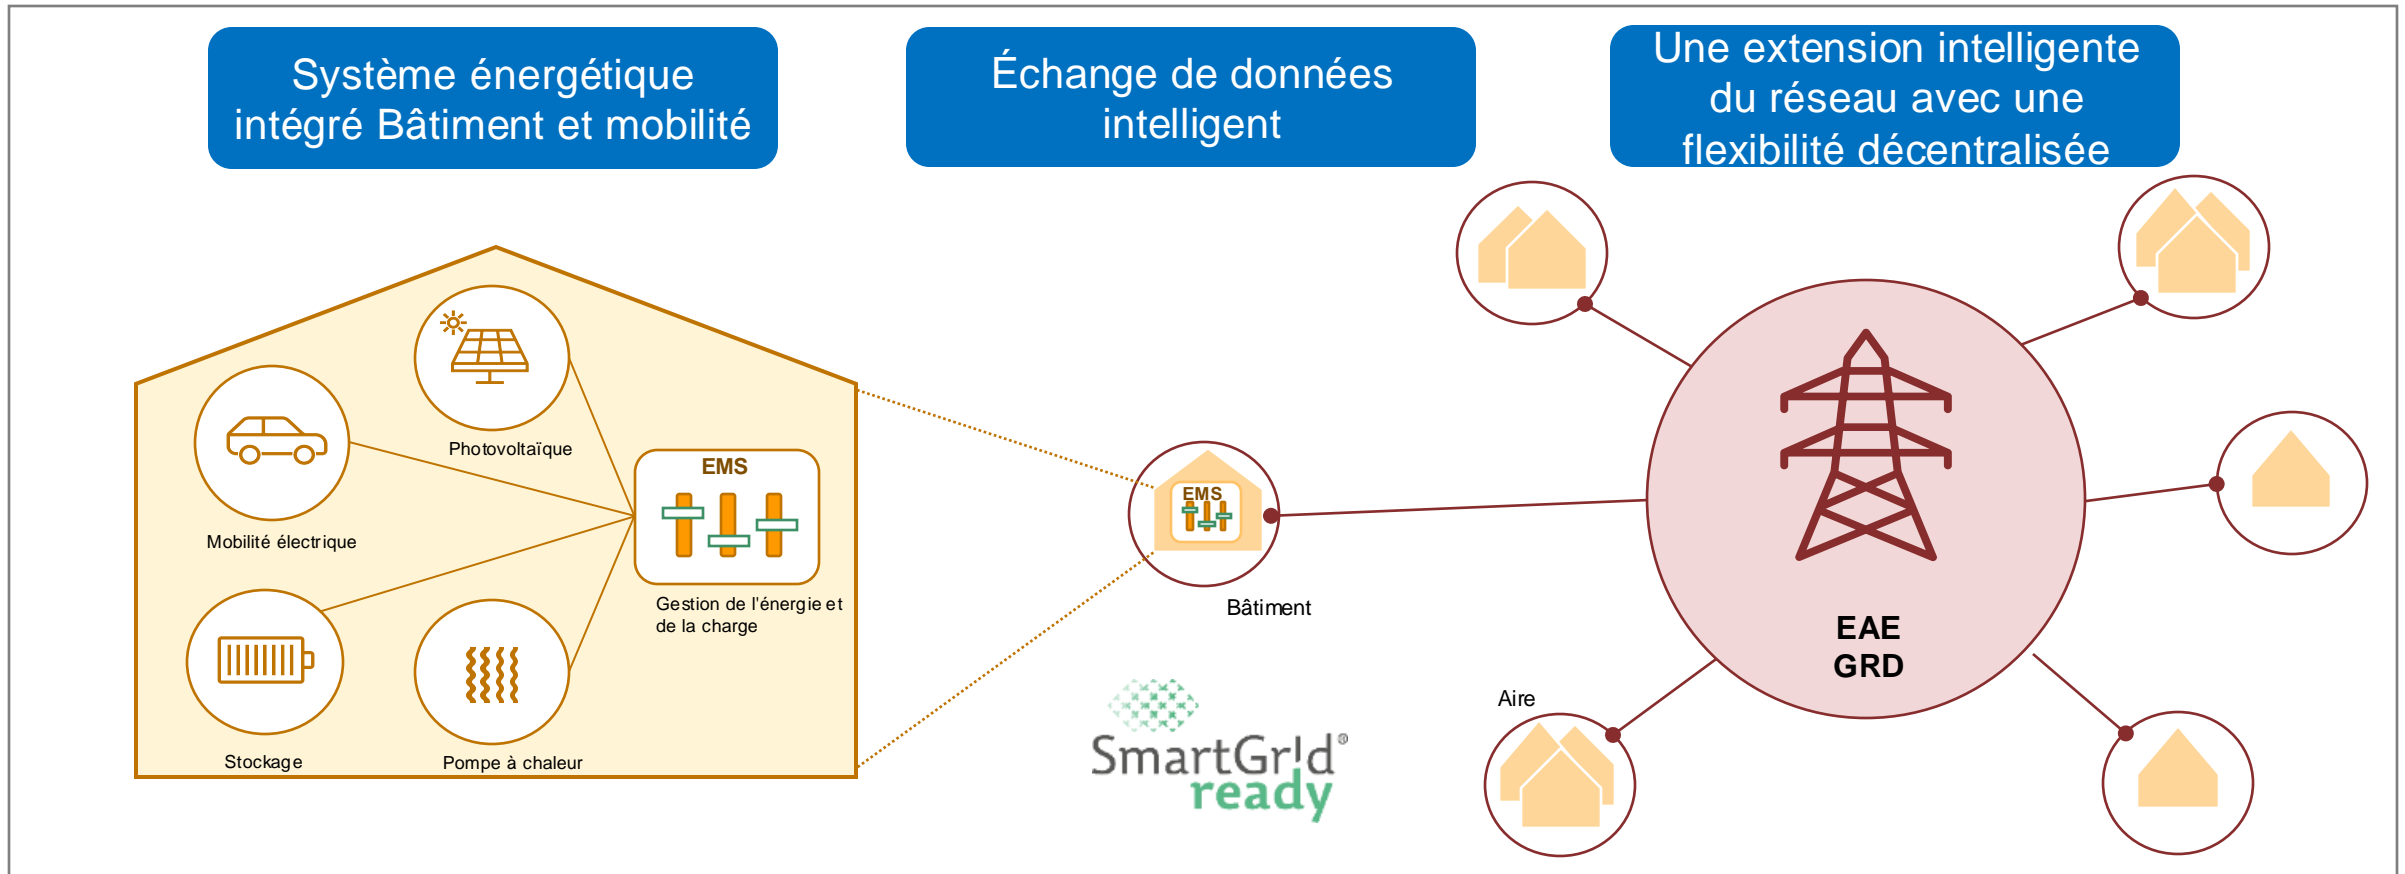 Système énergétique
intégré Bâtiment et mobilité
Échange de données
intelligent
Une extension intelligente
du réseau avec une
flexibilité décentralisée
Photovoltaïque
EMS
Mobilité électrique
Gestion de l'énergie et
de la charge
Stockage
Pompe à chaleur
EMS
Bâtiment
SmartGr!d®
ready
EAE
GRD
Aire